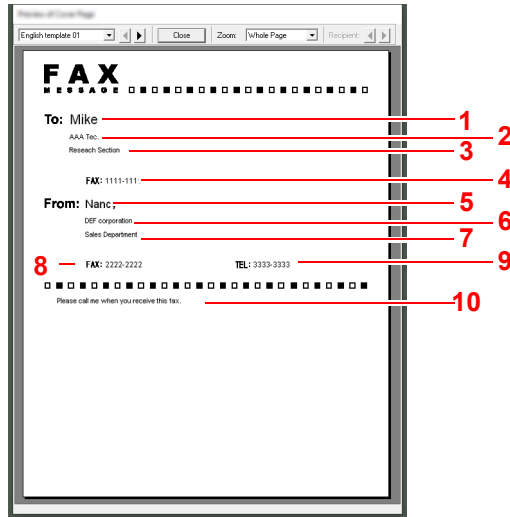 Preview of Cover Page
English template 01 Close Zoom: Whole Page Recipient:
FAX
MESSAGE
To: Mike 1
AAA Tec. 2
Reseach Section 3
FAX: 1111-111 4
From: Nanc 5
DEF corporation 6
Sales Department 7
8 FAX: 2222-2222 TEL: 3333-3333 9
Please call me when you receive this fax. 10